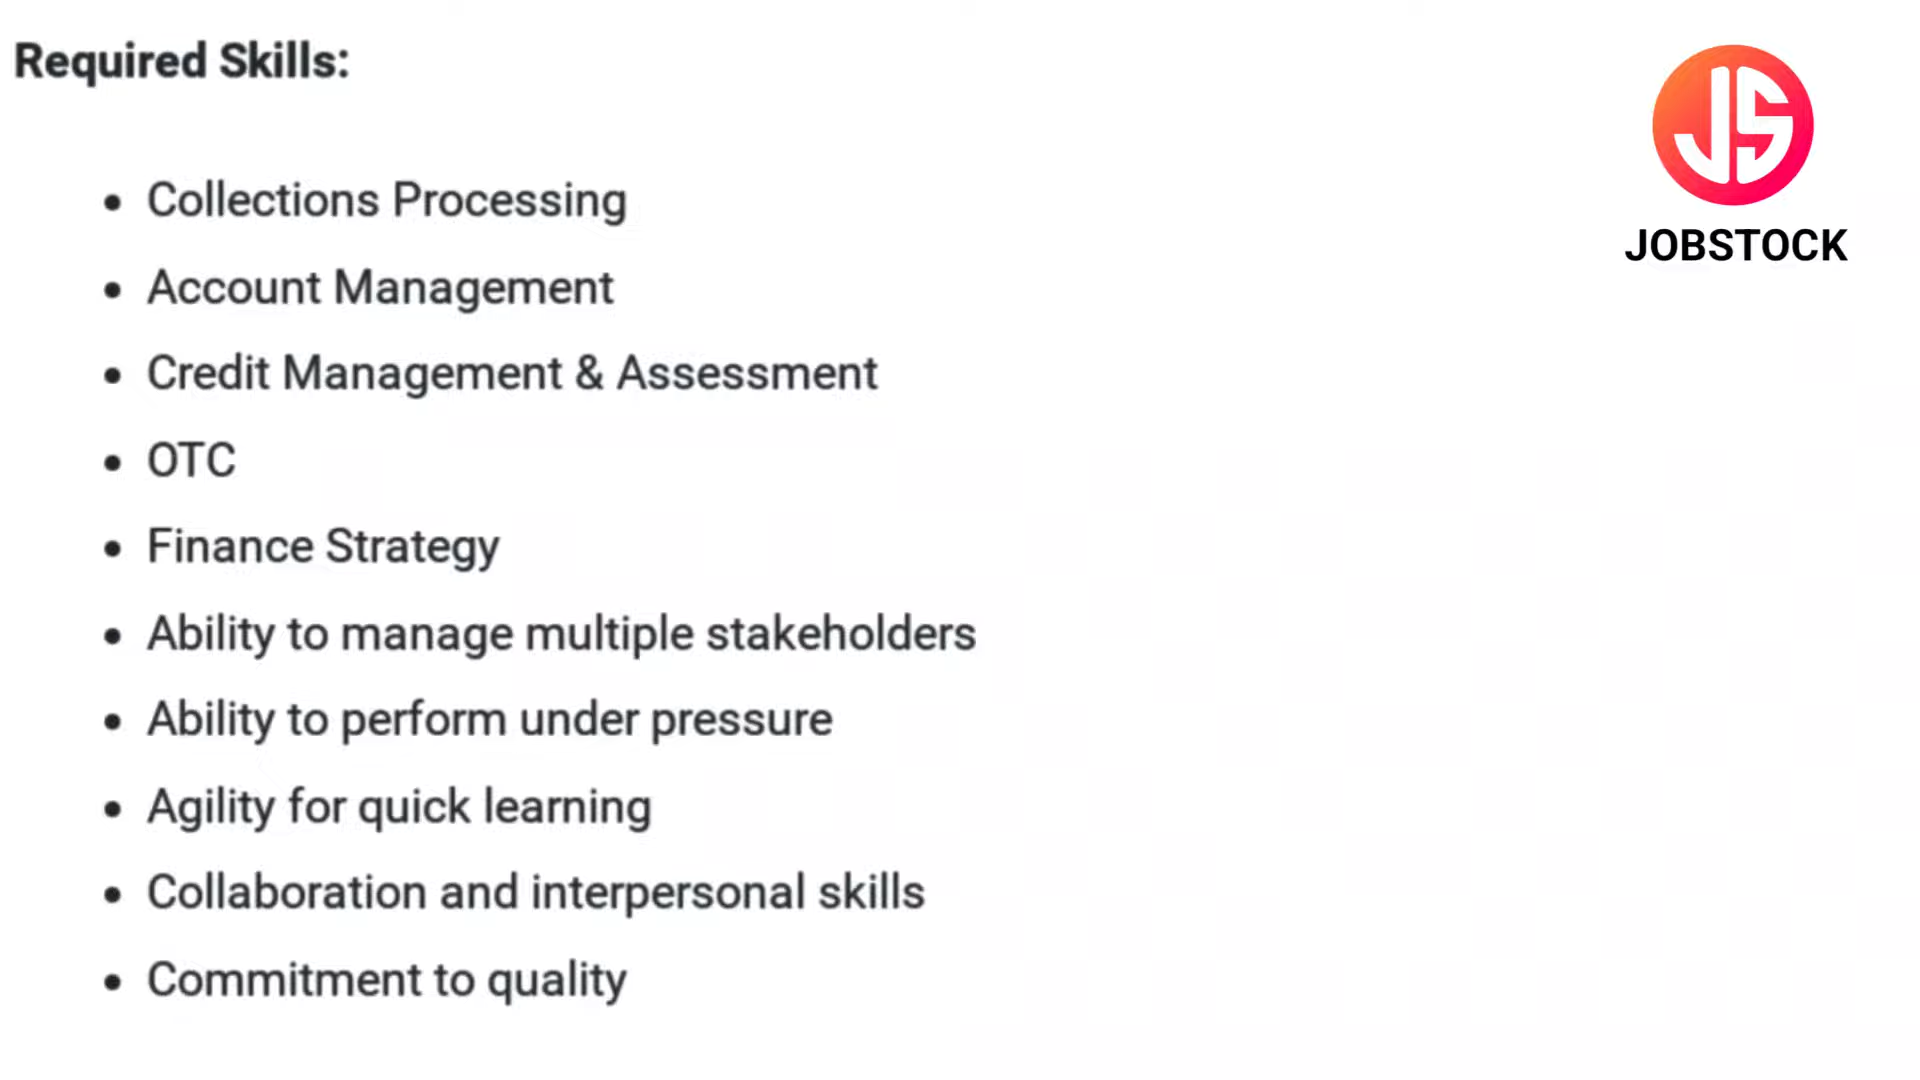 Required Skills:
JS
JOBSTOCK
• Collections Processing
• Account Management
• Credit Management & Assessment
• OTC
• Finance Strategy
• Ability to manage multiple stakeholders
• Ability to perform under pressure
• Agility for quick learning
• Collaboration and interpersonal skills
• Commitment to quality